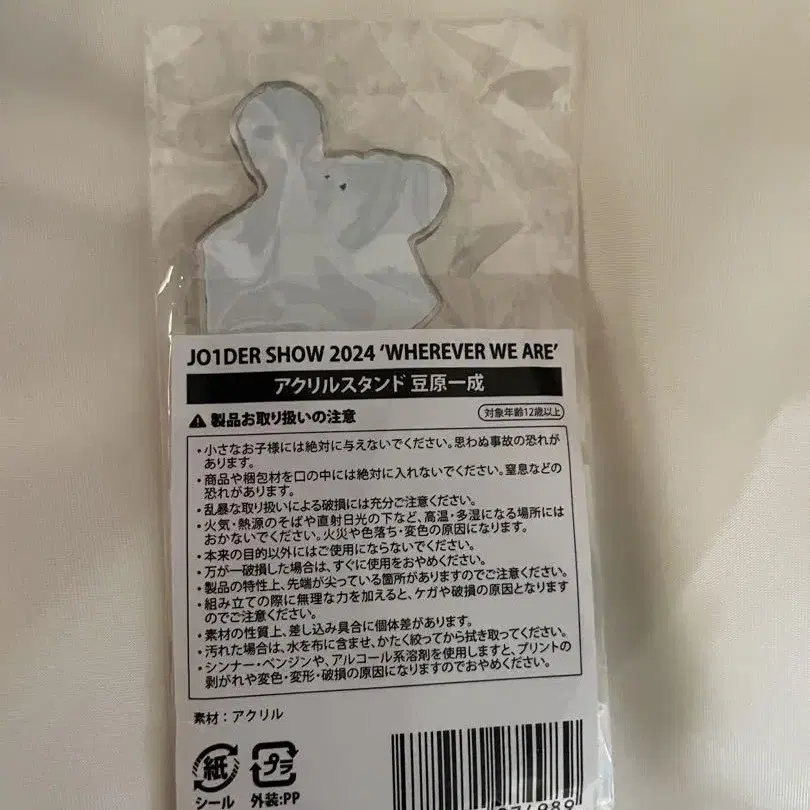 JO1DER SHOW 2024 'WHEREVER WE ARE'
アクリルスタンド 豆原一成
製品お取り扱いの注意
対象年齢12歳以上
・小さなお子様には絶対に与えないでください。思わぬ事故の恐れが
あります。
・商品や梱包材を口の中には絶対に入れないでください。窒息などの
恐れがあります。
・乱暴な取り扱いによる破損には充分ご注意ください。
・火気・熱源のそばや直射日光の下など、高温・多湿になる場所には
おかないでください。火災や色落ち・変色の原因になります。
・本来の目的以外にはご使用にならないでください。
・万が一破損した場合は、すぐに使用をおやめください。
・製品の特性上、先端が尖っている箇所がありますのでご注意ください。
・組み立ての際に無理な力を加えると、ケガや破損の原因となります
のでご注意ください。
・素材の性質上、差し込み具合に個体差があります。
・汚れた場合は、水を布に含ませ、かたく絞ってから拭き取ってください。
・シンナー・ベンジンや、アルコール系溶剤を使用しますと、プリントの
剥がれや変色・変形・破損の原因になりますのでおやめください。
素材：アクリル
紙
プラ
シール
外装:PP